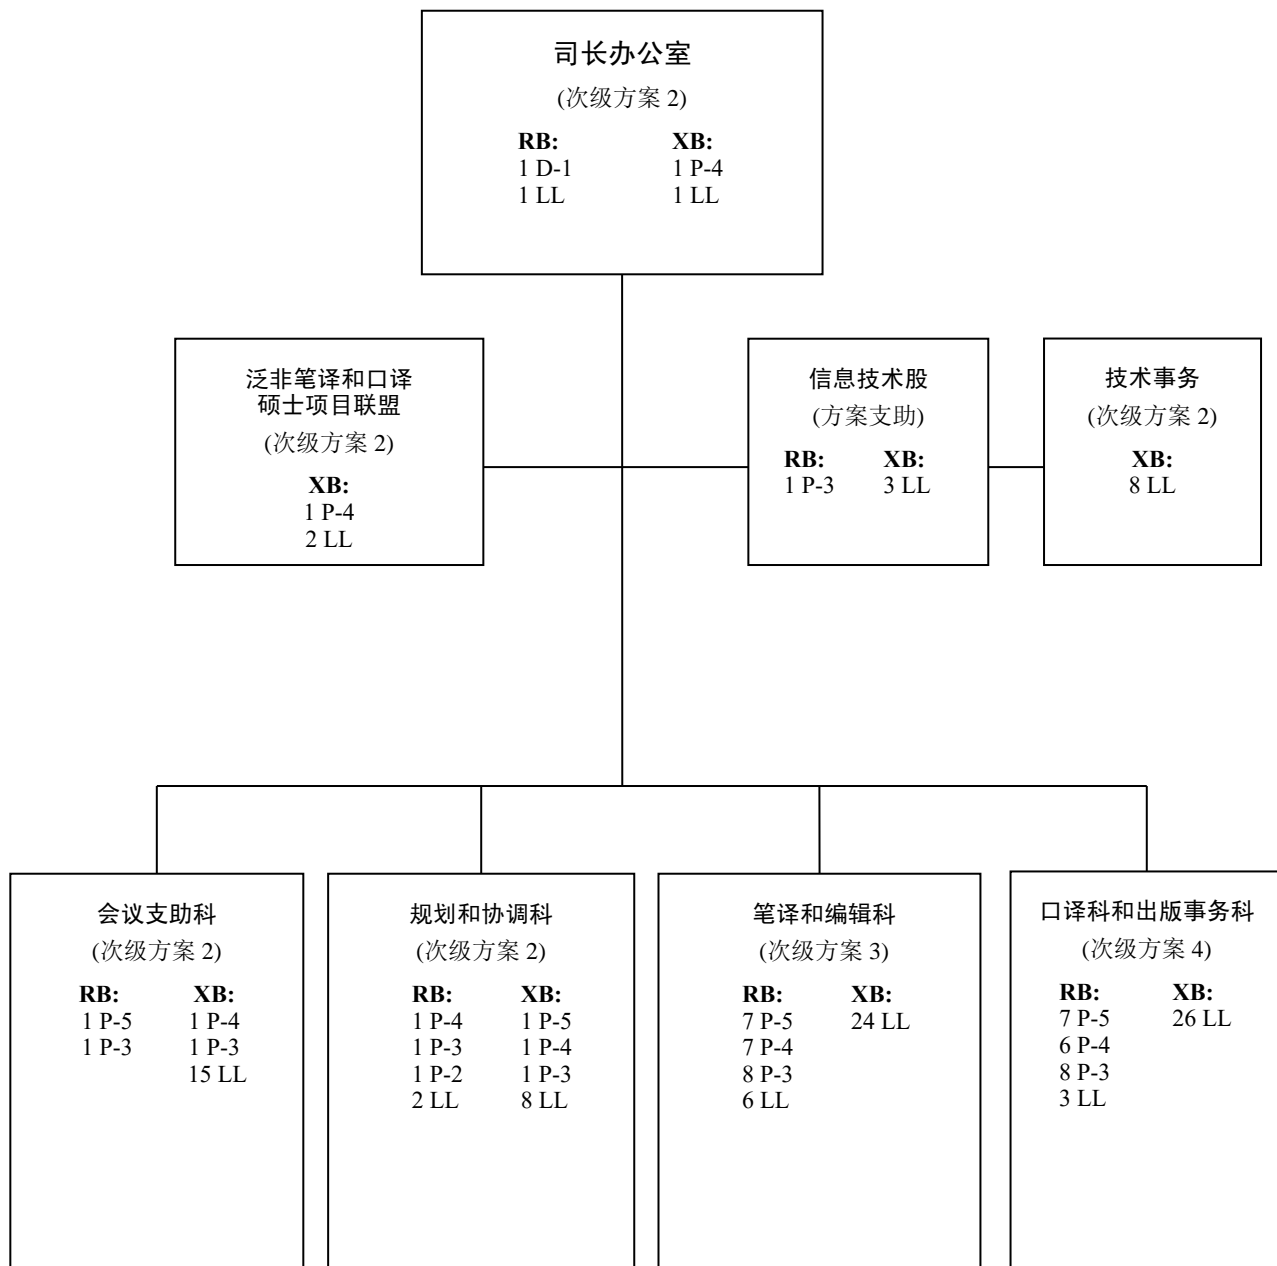 司长办公室
(次级方案 2)
RB: XB:
1 D-1 1 P-4
1 LL 1 LL
泛非笔译和口译
硕士项目联盟
(次级方案 2)
XB:
1 P-4
2 LL
信息技术股
(方案支助)
RB: XB:
1 P-3 3 LL
技术事务
(次级方案 2)
XB:
8 LL
会议支助科
(次级方案 2)
RB: XB:
1 P-5 1 P-4
1 P-3 1 P-3
15 LL
规划和协调科
(次级方案 2)
RB: XB:
1 P-4 1 P-5
1 P-3 1 P-4
1 P-2 1 P-3
2 LL 8 LL
笔译和编辑科
(次级方案 3)
RB: XB:
7 P-5 24 LL
7 P-4
8 P-3
6 LL
口译科和出版事务科
(次级方案 4)
RB: XB:
7 P-5 26 LL
6 P-4
8 P-3
3 LL